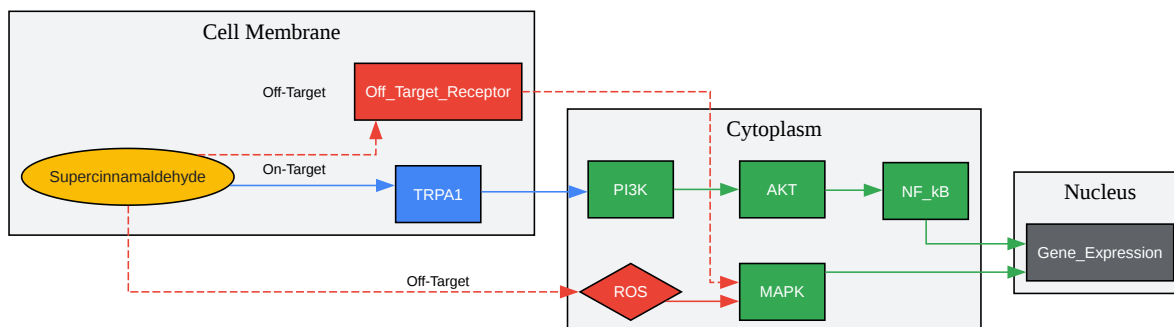 Cell Membrane
Off-Target
Off_Target_Receptor
Supercinnamaldehyde
On-Target
TRPA1
Off-Target
Cytoplasm
PI3K
AKT
NF_kB
ROS
MAPK
Nucleus
Gene_Expression